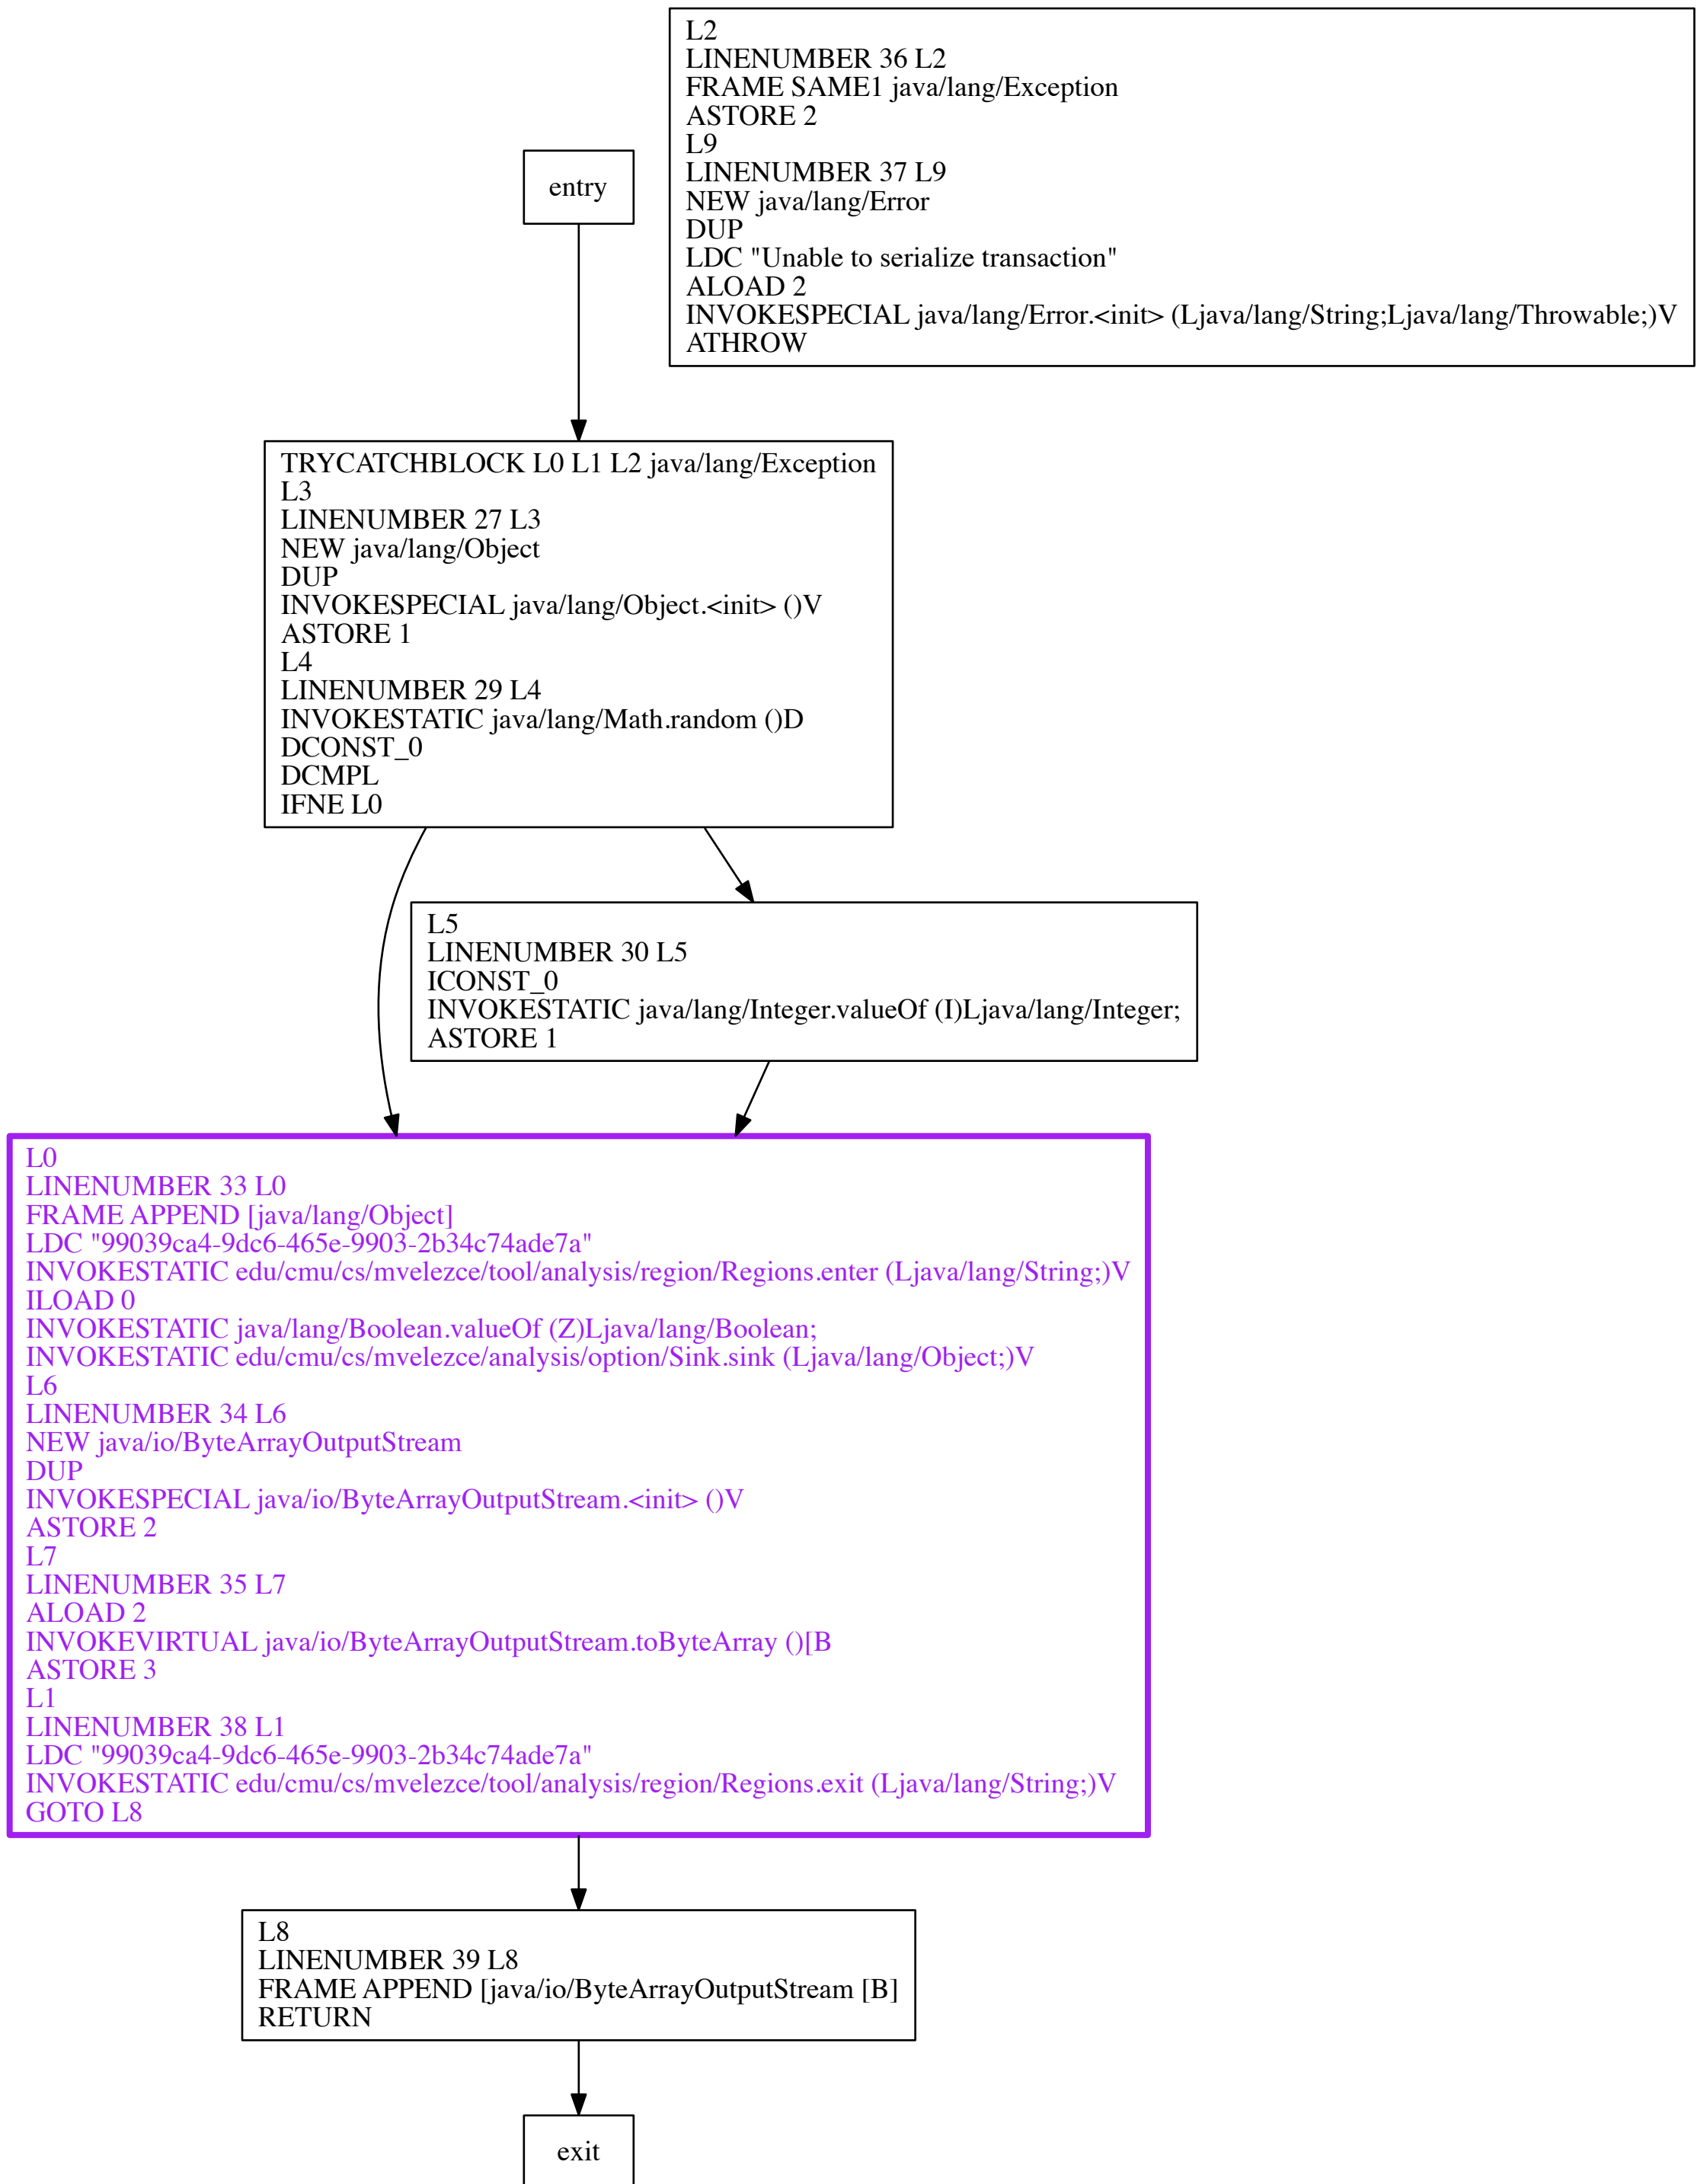 L2
LINENUMBER 36 L2
FRAME SAME1 java/lang/Exception
ASTORE 2
L9
LINENUMBER 37 L9
NEW java/lang/Error
DUP
LDC "Unable to serialize transaction"
ALOAD 2
INVOKESPECIAL java/lang/Error.<init> (Ljava/lang/String;Ljava/lang/Throwable;)V
ATHROW
entry
TRYCATCHBLOCK L0 L1 L2 java/lang/Exception
L3
LINENUMBER 27 L3
NEW java/lang/Object
DUP
INVOKESPECIAL java/lang/Object.<init> ()V
ASTORE 1
L4
LINENUMBER 29 L4
INVOKESTATIC java/lang/Math.random ()D
DCONST_0
DCMPL
IFNE L0
L5
LINENUMBER 30 L5
ICONST_0
INVOKESTATIC java/lang/Integer.valueOf (I)Ljava/lang/Integer;
ASTORE 1
L0
LINENUMBER 33 L0
FRAME APPEND [java/lang/Object]
LDC "99039ca4-9dc6-465e-9903-2b34c74ade7a"
INVOKESTATIC edu/cmu/cs/mvelezce/tool/analysis/region/Regions.enter (Ljava/lang/String;)V
ILOAD 0
INVOKESTATIC java/lang/Boolean.valueOf (Z)Ljava/lang/Boolean;
INVOKESTATIC edu/cmu/cs/mvelezce/analysis/option/Sink.sink (Ljava/lang/Object;)V
L6
LINENUMBER 34 L6
NEW java/io/ByteArrayOutputStream
DUP
INVOKESPECIAL java/io/ByteArrayOutputStream.<init> ()V
ASTORE 2
L7
LINENUMBER 35 L7
ALOAD 2
INVOKEVIRTUAL java/io/ByteArrayOutputStream.toByteArray ()[B
ASTORE 3
L1
LINENUMBER 38 L1
LDC "99039ca4-9dc6-465e-9903-2b34c74ade7a"
INVOKESTATIC edu/cmu/cs/mvelezce/tool/analysis/region/Regions.exit (Ljava/lang/String;)V
GOTO L8
L8
LINENUMBER 39 L8
FRAME APPEND [java/io/ByteArrayOutputStream [B]
RETURN
exit